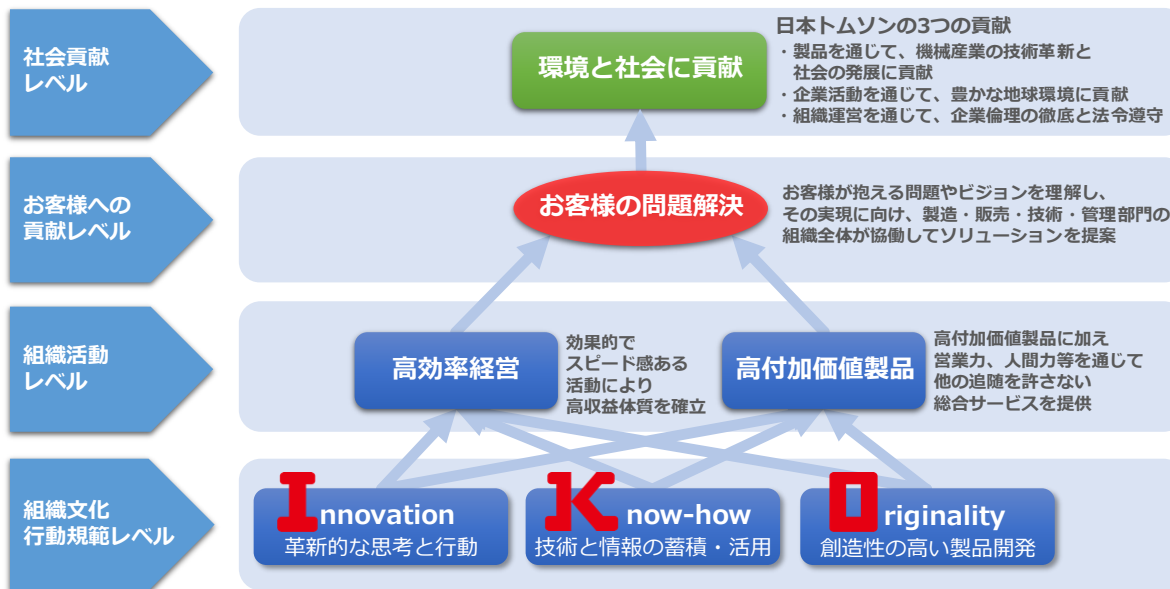 社会貢献
レベル
環境と社会に貢献
日本トムソンの3つの貢献
・製品を通じて、機械産業の技術革新と
社会の発展に貢献
・企業活動を通じて、豊かな地球環境に貢献
・組織運営を通じて、企業倫理の徹底と法令遵守
お客様への
貢献レベル
お客様の問題解決
お客様が抱える問題やビジョンを理解し、
その実現に向け、製造・販売・技術・管理部門の
組織全体が協働してソリューションを提案
組織活動
レベル
高効率経営
効果的で
スピード感ある
活動により
高収益体質を確立
高付加価値製品
高付加価値製品に加え
営業力、人間力等を通じて
他の追随を許さない
総合サービスを提供
組織文化
行動規範レベル
Innovation
革新的な思考と行動
Know-how
技術と情報の蓄積・活用
Originality
創造性の高い製品開発